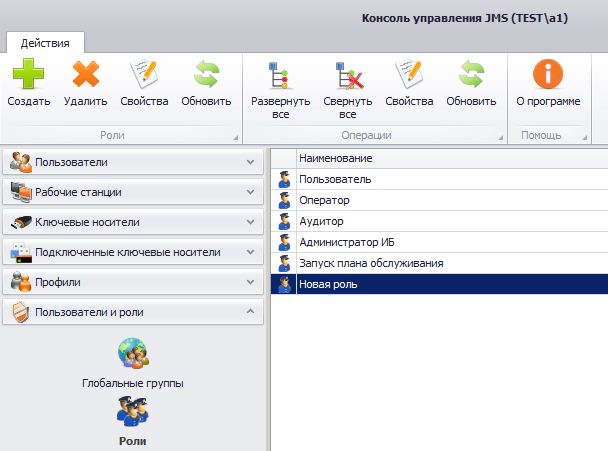 Консоль управления JMS (TEST\a1)
Действия
Создать Удалить Свойства Обновить Развернуть все Свернуть все Свойства Обновить О программе
Роли Операции Помощь
Пользователи
Рабочие станции
Ключевые носители
Подключенные ключевые носители
Профили
Пользователи и роли
Глобальные группы
Роли
Наименование
Пользователь
Оператор
Аудитор
Администратор ИБ
Запуск плана обслуживания
Новая роль